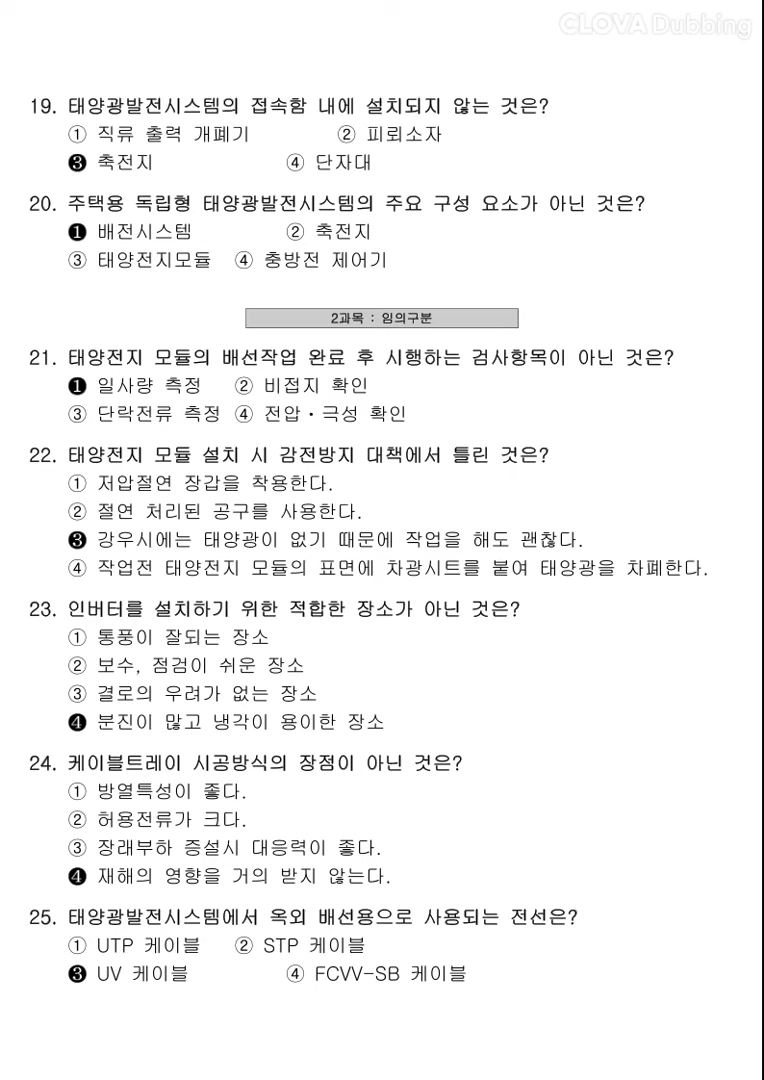 CLOVA Dubbing
19. 태양광발전시스템의 접속함 내에 설치되지 않는 것은?
① 직류 출력 개폐기 ② 피뢰소자
❸ 축전지 ④ 단자대
20. 주택용 독립형 태양광발전시스템의 주요 구성 요소가 아닌 것은?
❶ 배전시스템 ② 축전지
③ 태양전지모듈 ④ 충방전 제어기
2과목 : 임의구분
21. 태양전지 모듈의 배선작업 완료 후 시행하는 검사항목이 아닌 것은?
❶ 일사량 측정 ② 비접지 확인
③ 단락전류 측정 ④ 전압·극성 확인
22. 태양전지 모듈 설치 시 감전방지 대책에서 틀린 것은?
① 저압절연 장갑을 착용한다.
② 절연 처리된 공구를 사용한다.
❸ 강우시에는 태양광이 없기 때문에 작업을 해도 괜찮다.
④ 작업전 태양전지 모듈의 표면에 차광시트를 붙여 태양광을 차폐한다.
23. 인버터를 설치하기 위한 적합한 장소가 아닌 것은?
① 통풍이 잘되는 장소
② 보수, 점검이 쉬운 장소
③ 결로의 우려가 없는 장소
❹ 분진이 많고 냉각이 용이한 장소
24. 케이블트레이 시공방식의 장점이 아닌 것은?
① 방열특성이 좋다.
② 허용전류가 크다.
③ 장래부하 증설시 대응력이 좋다.
❹ 재해의 영향을 거의 받지 않는다.
25. 태양광발전시스템에서 옥외 배선용으로 사용되는 전선은?
① UTP 케이블 ② STP 케이블
❸ UV 케이블 ④ FCVV-SB 케이블